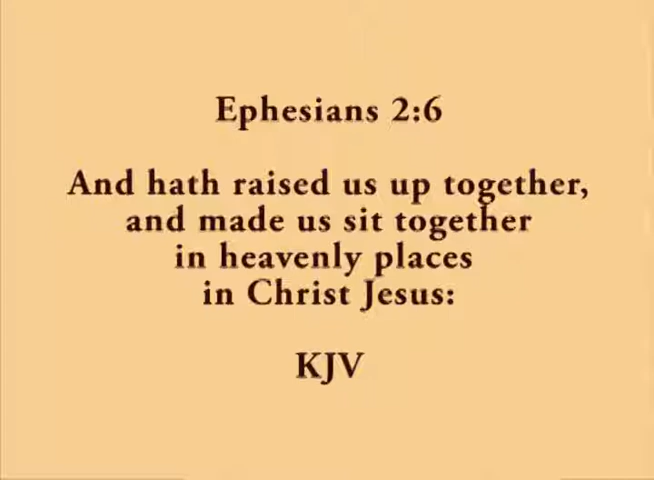 Ephesians 2:6
And hath raised us up together,
and made us sit together
in heavenly places
in Christ Jesus:
KJV